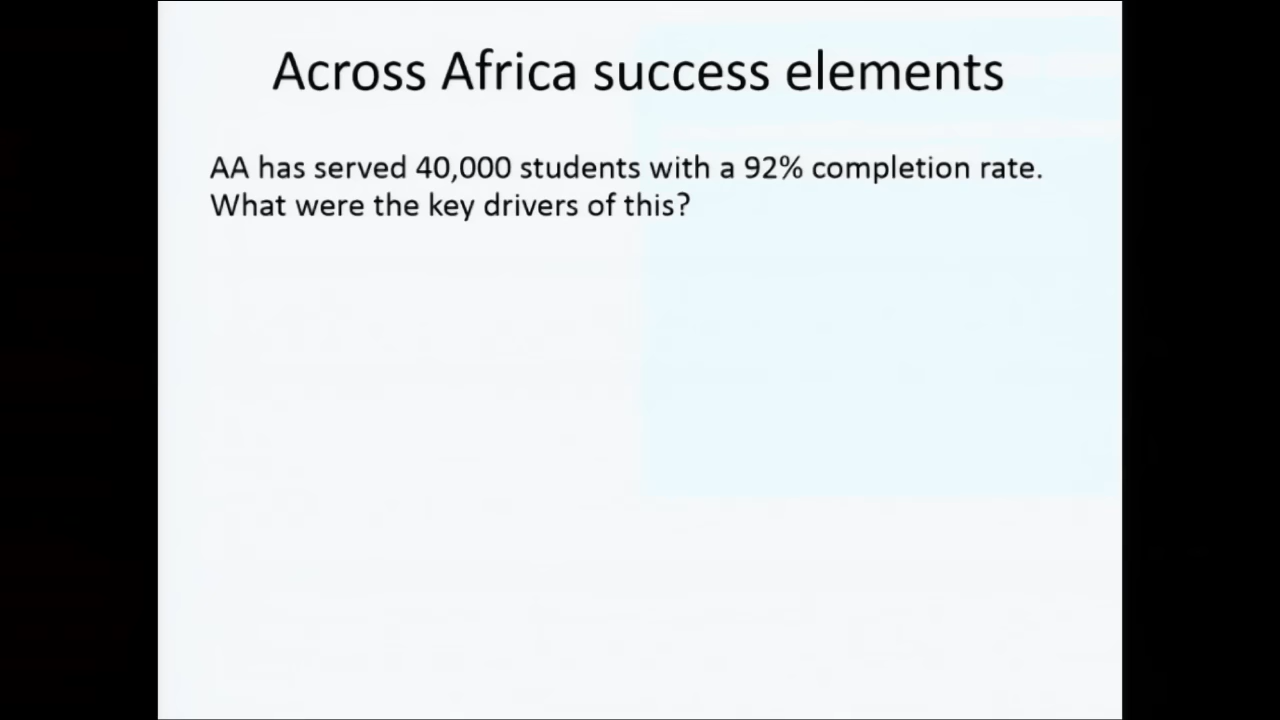 Across Africa success elements
AA has served 40,000 students with a 92% completion rate.
What were the key drivers of this?